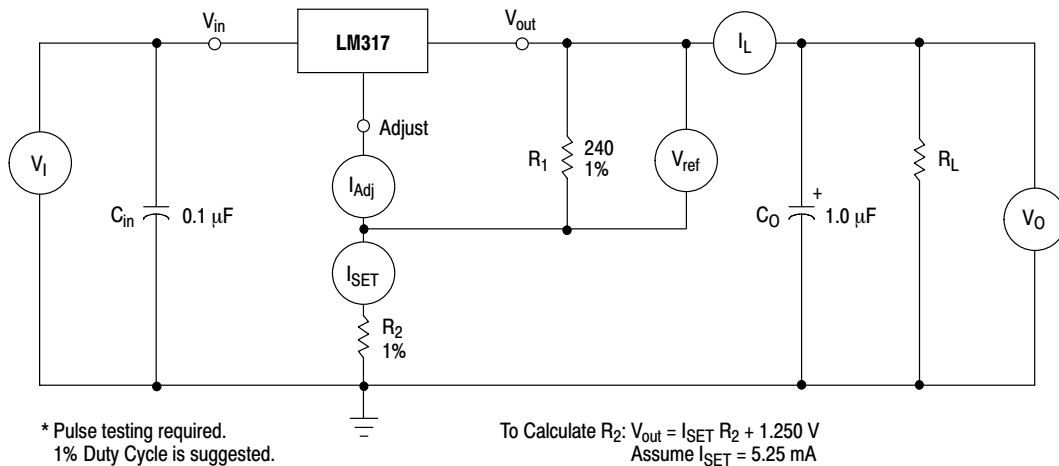 V_in
LM317
V_out
I_L
Adjust
V_I
C_in
0.1 μF
I_Adj
R_1
240
1%
V_ref
C_O
+
1.0 μF
R_L
V_O
I_SET
R_2
1%
* Pulse testing required.
1% Duty Cycle is suggested.
To Calculate R_2: V_out = I_SET R_2 + 1.250 V
Assume I_SET = 5.25 mA